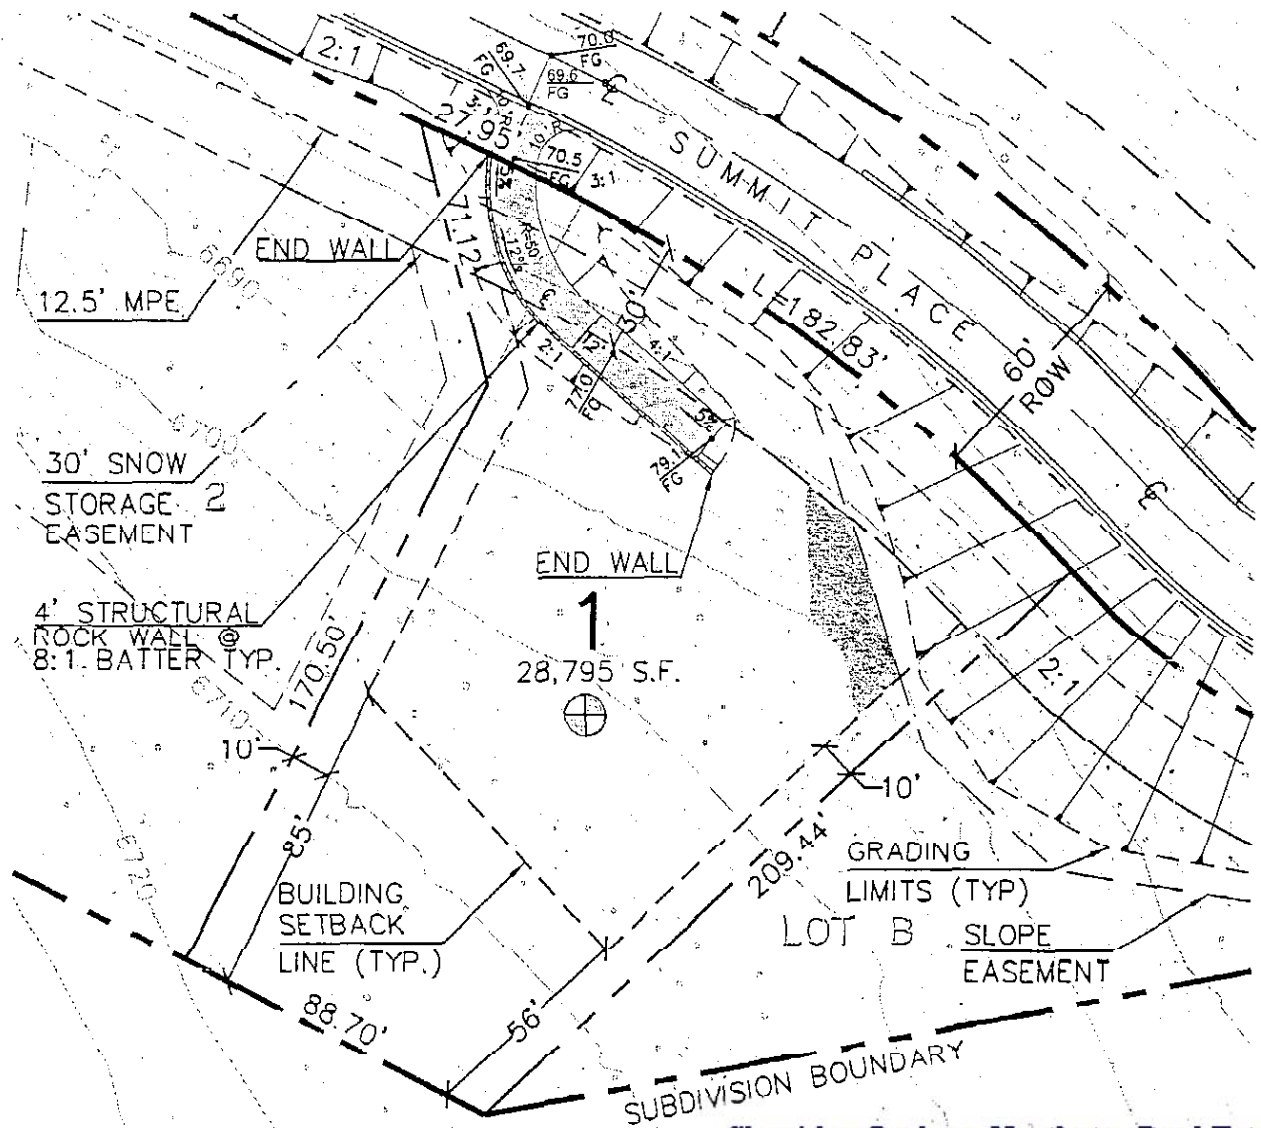 2:1
69.7
FG
70.0
FG
69.6
FG
℄
3:1
27.95'
10' R
70.5
FG
3:1
5%
SUMMIT PLACE
71.12'
END WALL
12.5' MPE
6690
R=50'
12%
L=182.83'
30'
12'
4:1
2:1
77.0
FG
60'
ROW
6700
5%
79.1
FG
℄
30' SNOW
STORAGE
EASEMENT
2
END WALL
1
28,795 S.F.
4' STRUCTURAL
ROCK WALL @
8:1 BATTER TYP.
170.50'
2:1
6710
10'
10'
85'
6720
209.44'
GRADING
LIMITS (TYP)
BUILDING
SETBACK
LINE (TYP.)
LOT B
SLOPE
EASEMENT
88.70'
56'
SUBDIVISION BOUNDARY